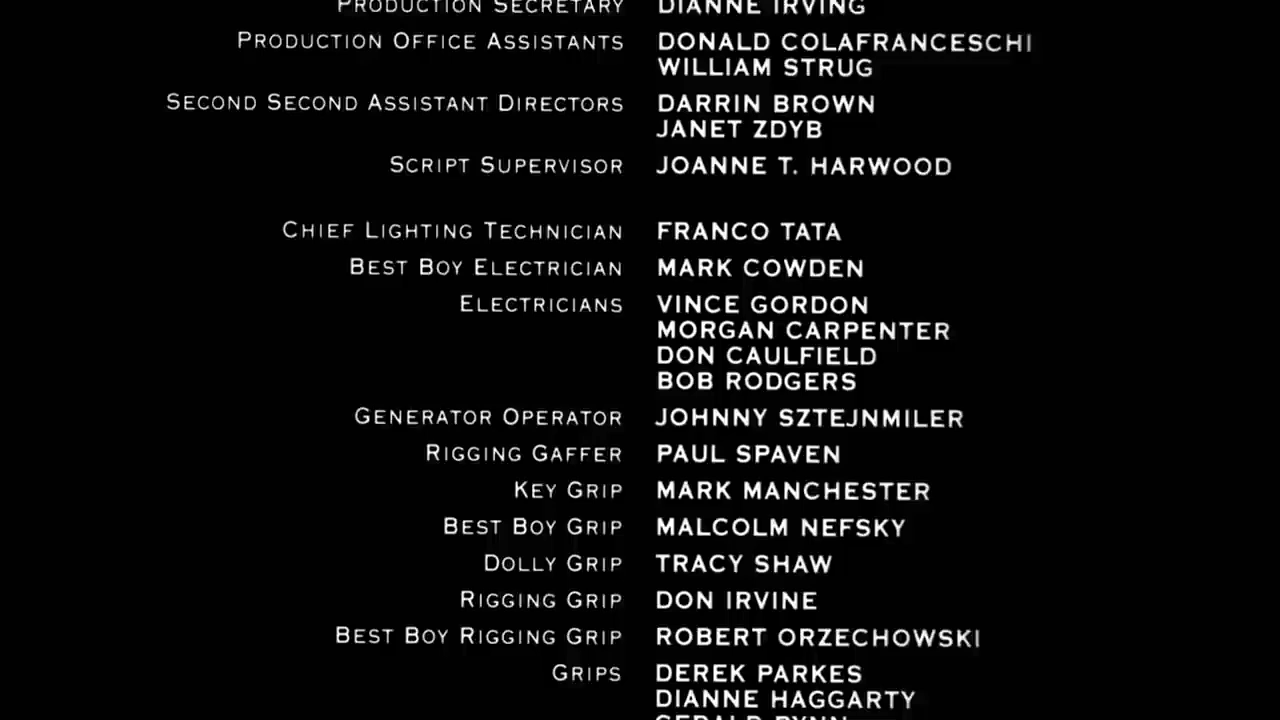 PRODUCTION SECRETARY DIANNE IRVING
PRODUCTION OFFICE ASSISTANTS DONALD COLAFRANCESCHI
WILLIAM STRUG
SECOND SECOND ASSISTANT DIRECTORS DARRIN BROWN
JANET ZDYB
SCRIPT SUPERVISOR JOANNE T. HARWOOD
CHIEF LIGHTING TECHNICIAN FRANCO TATA
BEST BOY ELECTRICIAN MARK COWDEN
ELECTRICIANS VINCE GORDON
MORGAN CARPENTER
DON CAULFIELD
BOB RODGERS
GENERATOR OPERATOR JOHNNY SZTEJNMILER
RIGGING GAFFER PAUL SPAVEN
KEY GRIP MARK MANCHESTER
BEST BOY GRIP MALCOLM NEFSKY
DOLLY GRIP TRACY SHAW
RIGGING GRIP DON IRVINE
BEST BOY RIGGING GRIP ROBERT ORZECHOWSKI
GRIPS DEREK PARKES
DIANNE HAGGARTY